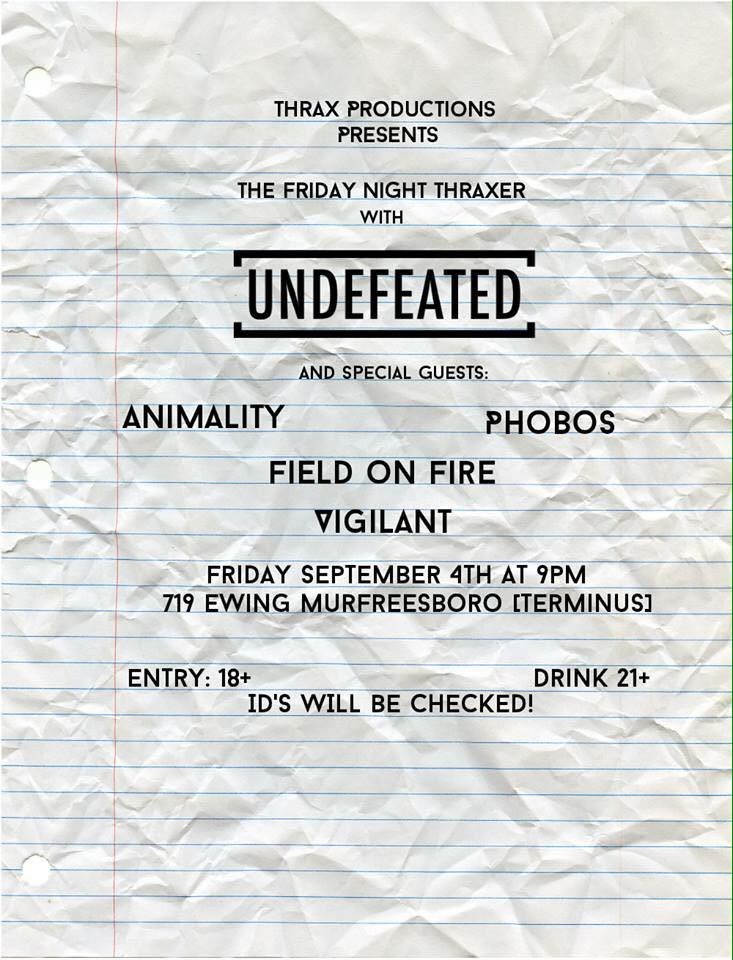 THRAX PRODUCTIONS
PRESENTS
THE FRIDAY NIGHT THRAXER
WITH
UNDEFEATED
AND SPECIAL GUESTS:
ANIMALITY PHOBOS
FIELD ON FIRE
VIGILANT
FRIDAY SEPTEMBER 4TH AT 9PM
719 EWING MURFREESBORO [TERMINUS]
ENTRY: 18+ DRINK 21+
ID'S WILL BE CHECKED!